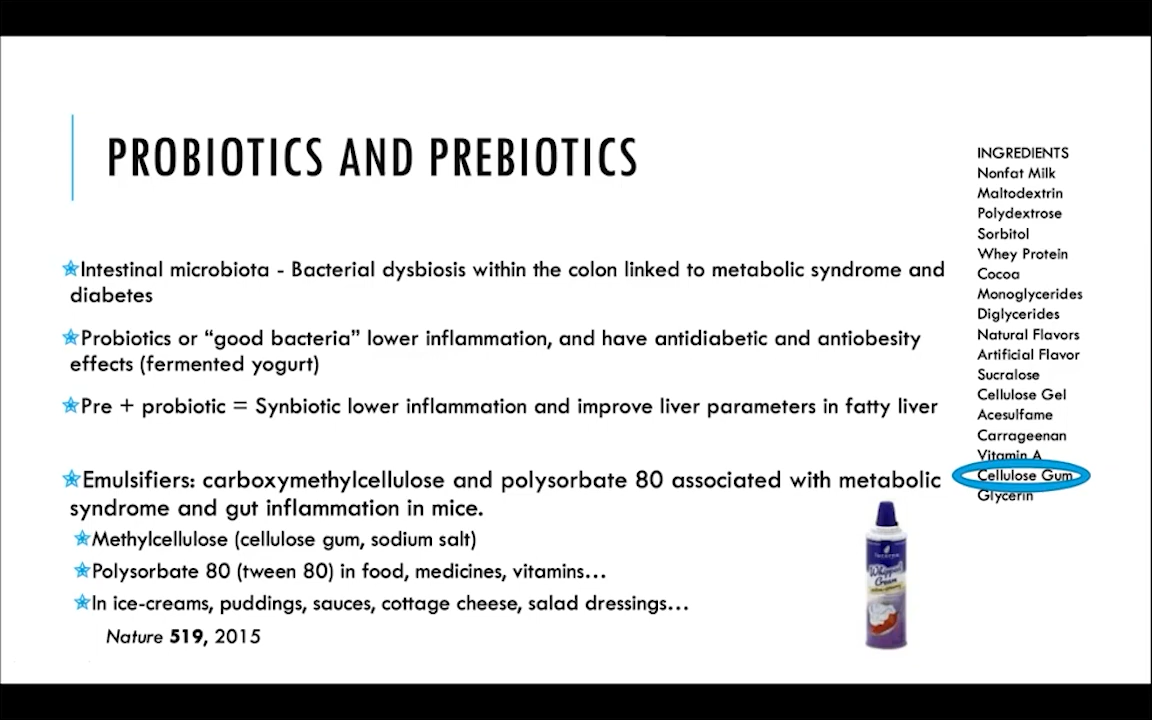 PROBIOTICS AND PREBIOTICS
Intestinal microbiota - Bacterial dysbiosis within the colon linked to metabolic syndrome and
diabetes
Probiotics or “good bacteria” lower inflammation, and have antidiabetic and antiobesity
effects (fermented yogurt)
Pre + probiotic = Synbiotic lower inflammation and improve liver parameters in fatty liver
Emulsifiers: carboxymethylcellulose and polysorbate 80 associated with metabolic
syndrome and gut inflammation in mice.
Methylcellulose (cellulose gum, sodium salt)
Polysorbate 80 (tween 80) in food, medicines, vitamins…
In ice-creams, puddings, sauces, cottage cheese, salad dressings…
Nature 519, 2015
INGREDIENTS
Nonfat Milk
Maltodextrin
Polydextrose
Sorbitol
Whey Protein
Cocoa
Monoglycerides
Diglycerides
Natural Flavors
Artificial Flavor
Sucralose
Cellulose Gel
Acesulfame
Carrageenan
Vitamin A
Cellulose Gum
Glycerin
Whipped
Cream